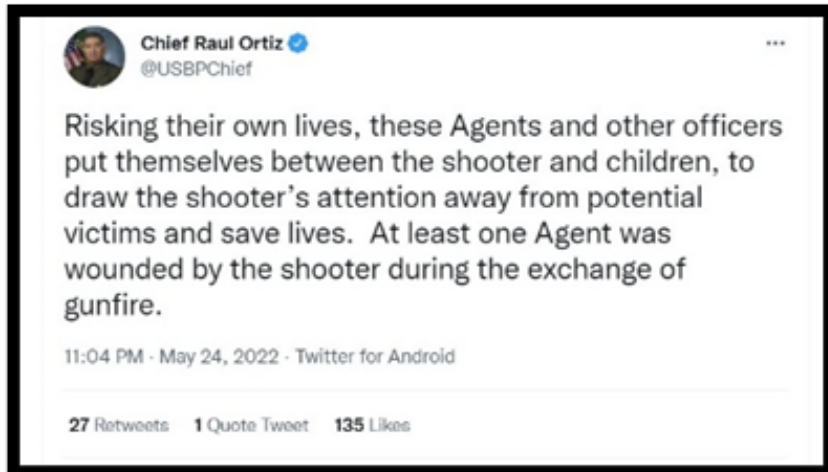 Chief Raul Ortiz
@USBPChief
Risking their own lives, these Agents and other officers
put themselves between the shooter and children, to
draw the shooter's attention away from potential
victims and save lives.  At least one Agent was
wounded by the shooter during the exchange of
gunfire.
11:04 PM · May 24, 2022 · Twitter for Android
27 Retweets 1 Quote Tweet 135 Likes